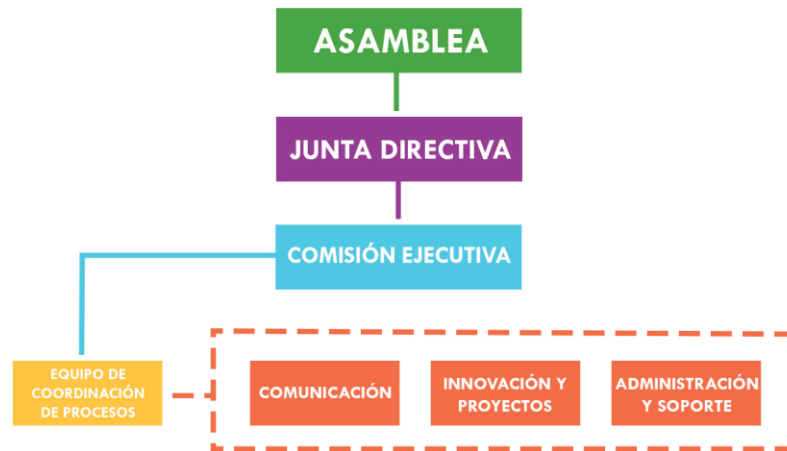 ASAMBLEA
JUNTA DIRECTIVA
COMISIÓN EJECUTIVA
EQUIPO DE
COORDINACIÓN
DE PROCESOS
COMUNICACIÓN
INNOVACIÓN Y
PROYECTOS
ADMINISTRACIÓN
Y SOPORTE